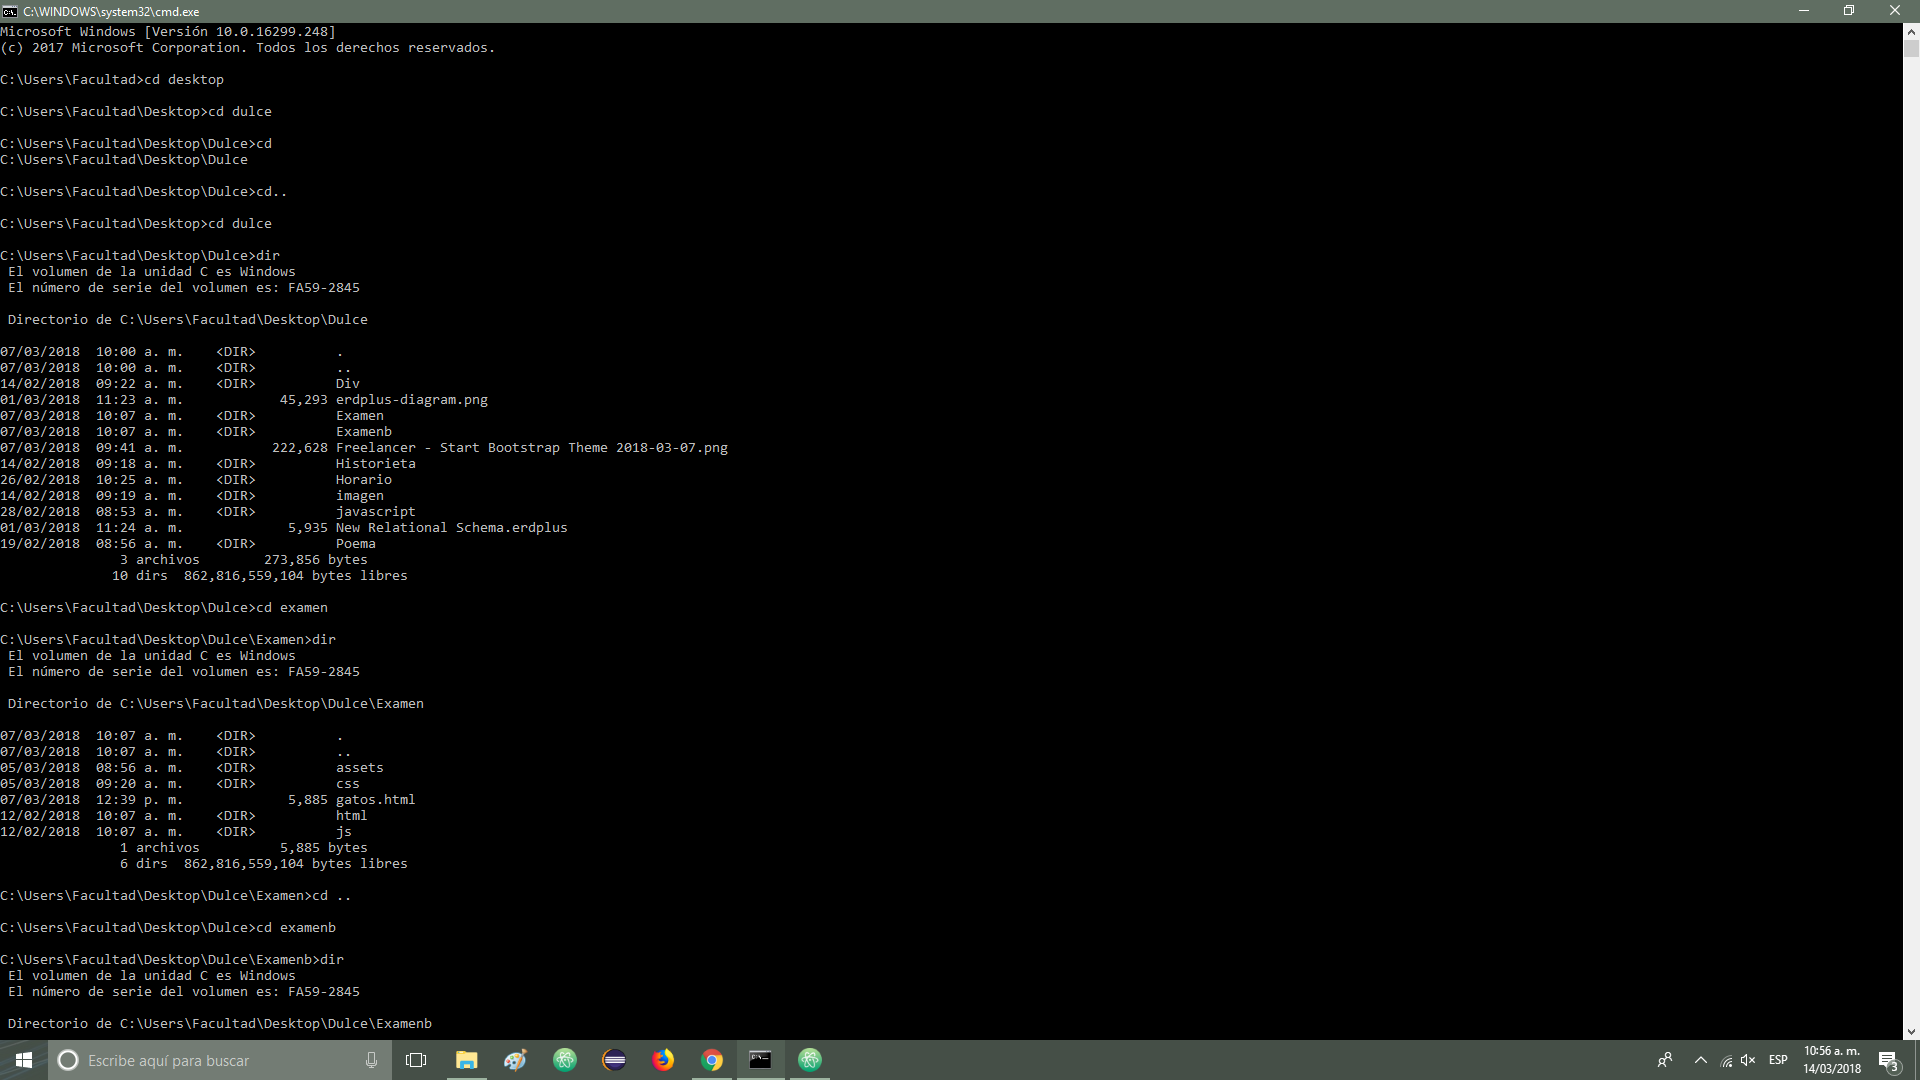 C:\WINDOWS\system32\cmd.exe
Microsoft Windows [Versión 10.0.16299.248]
(c) 2017 Microsoft Corporation. Todos los derechos reservados.
C:\Users\Facultad>cd desktop
C:\Users\Facultad\Desktop>cd dulce
C:\Users\Facultad\Desktop\Dulce>cd
C:\Users\Facultad\Desktop\Dulce
C:\Users\Facultad\Desktop\Dulce>cd..
C:\Users\Facultad\Desktop>cd dulce
C:\Users\Facultad\Desktop\Dulce>dir
El volumen de la unidad C es Windows
El número de serie del volumen es: FA59-2845
Directorio de C:\Users\Facultad\Desktop\Dulce
07/03/2018  10:00 a. m.    <DIR>          .
07/03/2018  10:00 a. m.    <DIR>          ..
14/02/2018  09:22 a. m.    <DIR>          Div
01/03/2018  11:23 a. m.            45,293 erdplus-diagram.png
07/03/2018  10:07 a. m.    <DIR>          Examen
07/03/2018  10:07 a. m.    <DIR>          Examenb
07/03/2018  09:41 a. m.           222,628 Freelancer - Start Bootstrap Theme 2018-03-07.png
14/02/2018  09:18 a. m.    <DIR>          Historieta
26/02/2018  10:25 a. m.    <DIR>          Horario
14/02/2018  09:19 a. m.    <DIR>          imagen
28/02/2018  08:53 a. m.    <DIR>          javascript
01/03/2018  11:24 a. m.             5,935 New Relational Schema.erdplus
19/02/2018  08:56 a. m.    <DIR>          Poema
3 archivos        273,856 bytes
10 dirs  862,816,559,104 bytes libres
C:\Users\Facultad\Desktop\Dulce>cd examen
C:\Users\Facultad\Desktop\Dulce\Examen>dir
El volumen de la unidad C es Windows
El número de serie del volumen es: FA59-2845
Directorio de C:\Users\Facultad\Desktop\Dulce\Examen
07/03/2018  10:07 a. m.    <DIR>          .
07/03/2018  10:07 a. m.    <DIR>          ..
05/03/2018  08:56 a. m.    <DIR>          assets
05/03/2018  09:20 a. m.    <DIR>          css
07/03/2018  12:39 p. m.             5,885 gatos.html
12/02/2018  10:07 a. m.    <DIR>          html
12/02/2018  10:07 a. m.    <DIR>          js
1 archivos          5,885 bytes
6 dirs  862,816,559,104 bytes libres
C:\Users\Facultad\Desktop\Dulce\Examen>cd ..
C:\Users\Facultad\Desktop\Dulce>cd examenb
C:\Users\Facultad\Desktop\Dulce\Examenb>dir
El volumen de la unidad C es Windows
El número de serie del volumen es: FA59-2845
Directorio de C:\Users\Facultad\Desktop\Dulce\Examenb
Escribe aquí para buscar
ESP
10:56 a. m.
14/03/2018
3